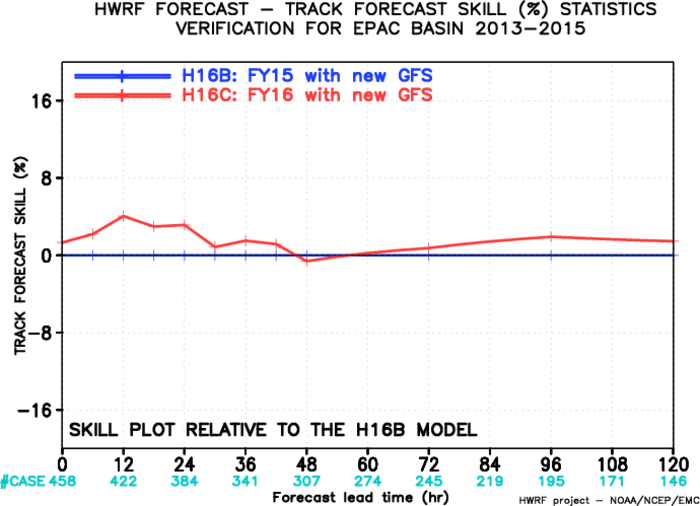 HWRF FORECAST – TRACK FORECAST SKILL (%) STATISTICS
VERIFICATION FOR EPAC BASIN 2013–2015
H16B: FY15 with new GFS
H16C: FY16 with new GFS
TRACK FORECAST SKILL (%)
16
8
0
–8
–16
SKILL PLOT RELATIVE TO THE H16B MODEL
0 12 24 36 48 60 72 84 96 108 120
#CASE 458 422 384 341 307 274 245 219 195 171 146
Forecast lead time (hr)
HWRF project – NOAA/NCEP/EMC